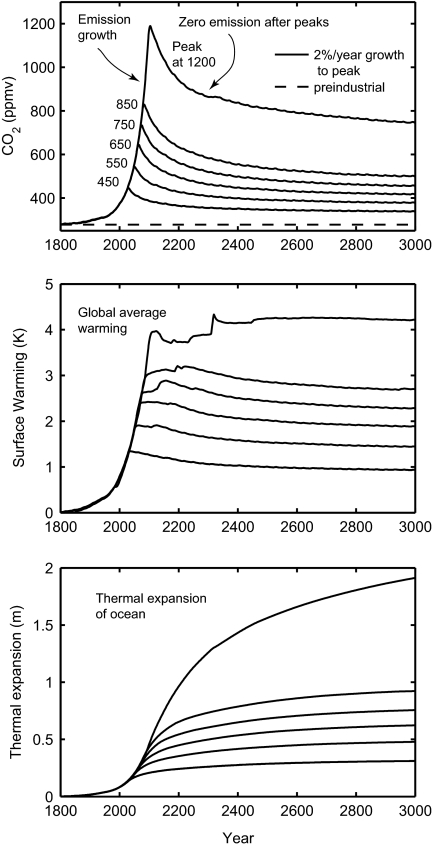 Emission
growth
Zero emission after peaks
Peak
at 1200
2%/year growth
to peak
preindustrial
850
750
650
550
450
CO2 (ppmv)
1200
1000
800
600
400
1800 2000 2200 2400 2600 2800 3000
Global average
warming
Surface Warming (K)
5
4
3
2
1
0
1800 2000 2200 2400 2600 2800 3000
Thermal expansion
of ocean
Thermal expansion (m)
2
1.5
1
0.5
0
1800 2000 2200 2400 2600 2800 3000
Year